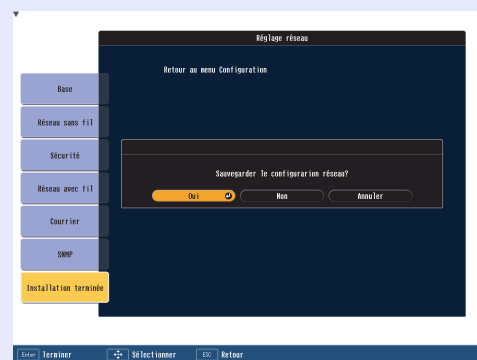 Réglage réseau
Retour au menu Configuration
Base
Réseau sans fil
Sécurité
Réseau avec fil
Courrier
SNMP
Installation terminée
Sauvegarder le configurarion réseau?
Oui
Non
Annuler
Enter Terminer
Sélectionner
ESC Retour